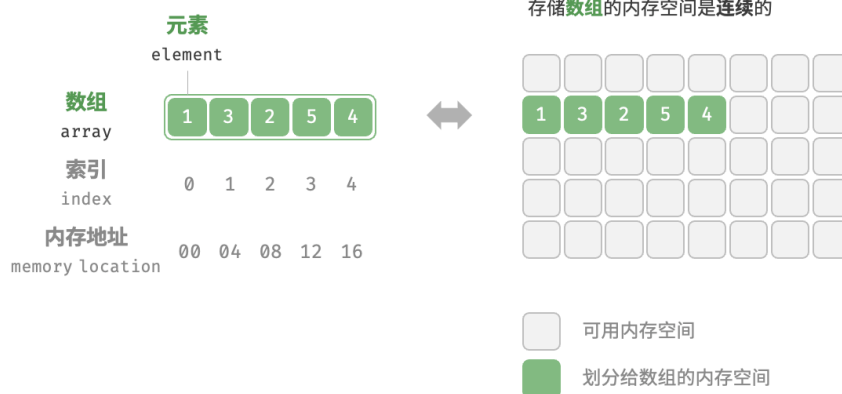 存储数组的内存空间是连续的
元素
element
数组
array
1 3 2 5 4
索引
index
0 1 2 3 4
内存地址
memory location
00 04 08 12 16
1 3 2 5 4
可用内存空间
划分给数组的内存空间